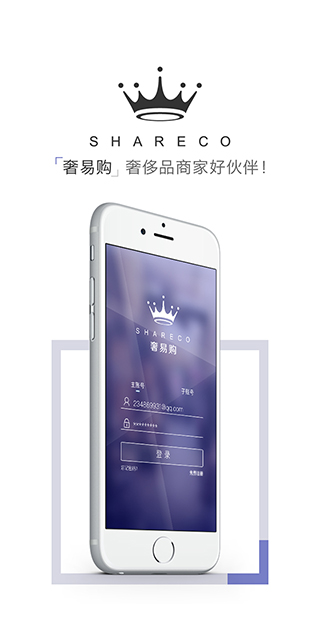 SHARECO
「奢易购」奢侈品商家好伙伴！
SHARECO
奢易购
主账号 子账号
234869931@qq.com
登录
忘记密码? 免费注册